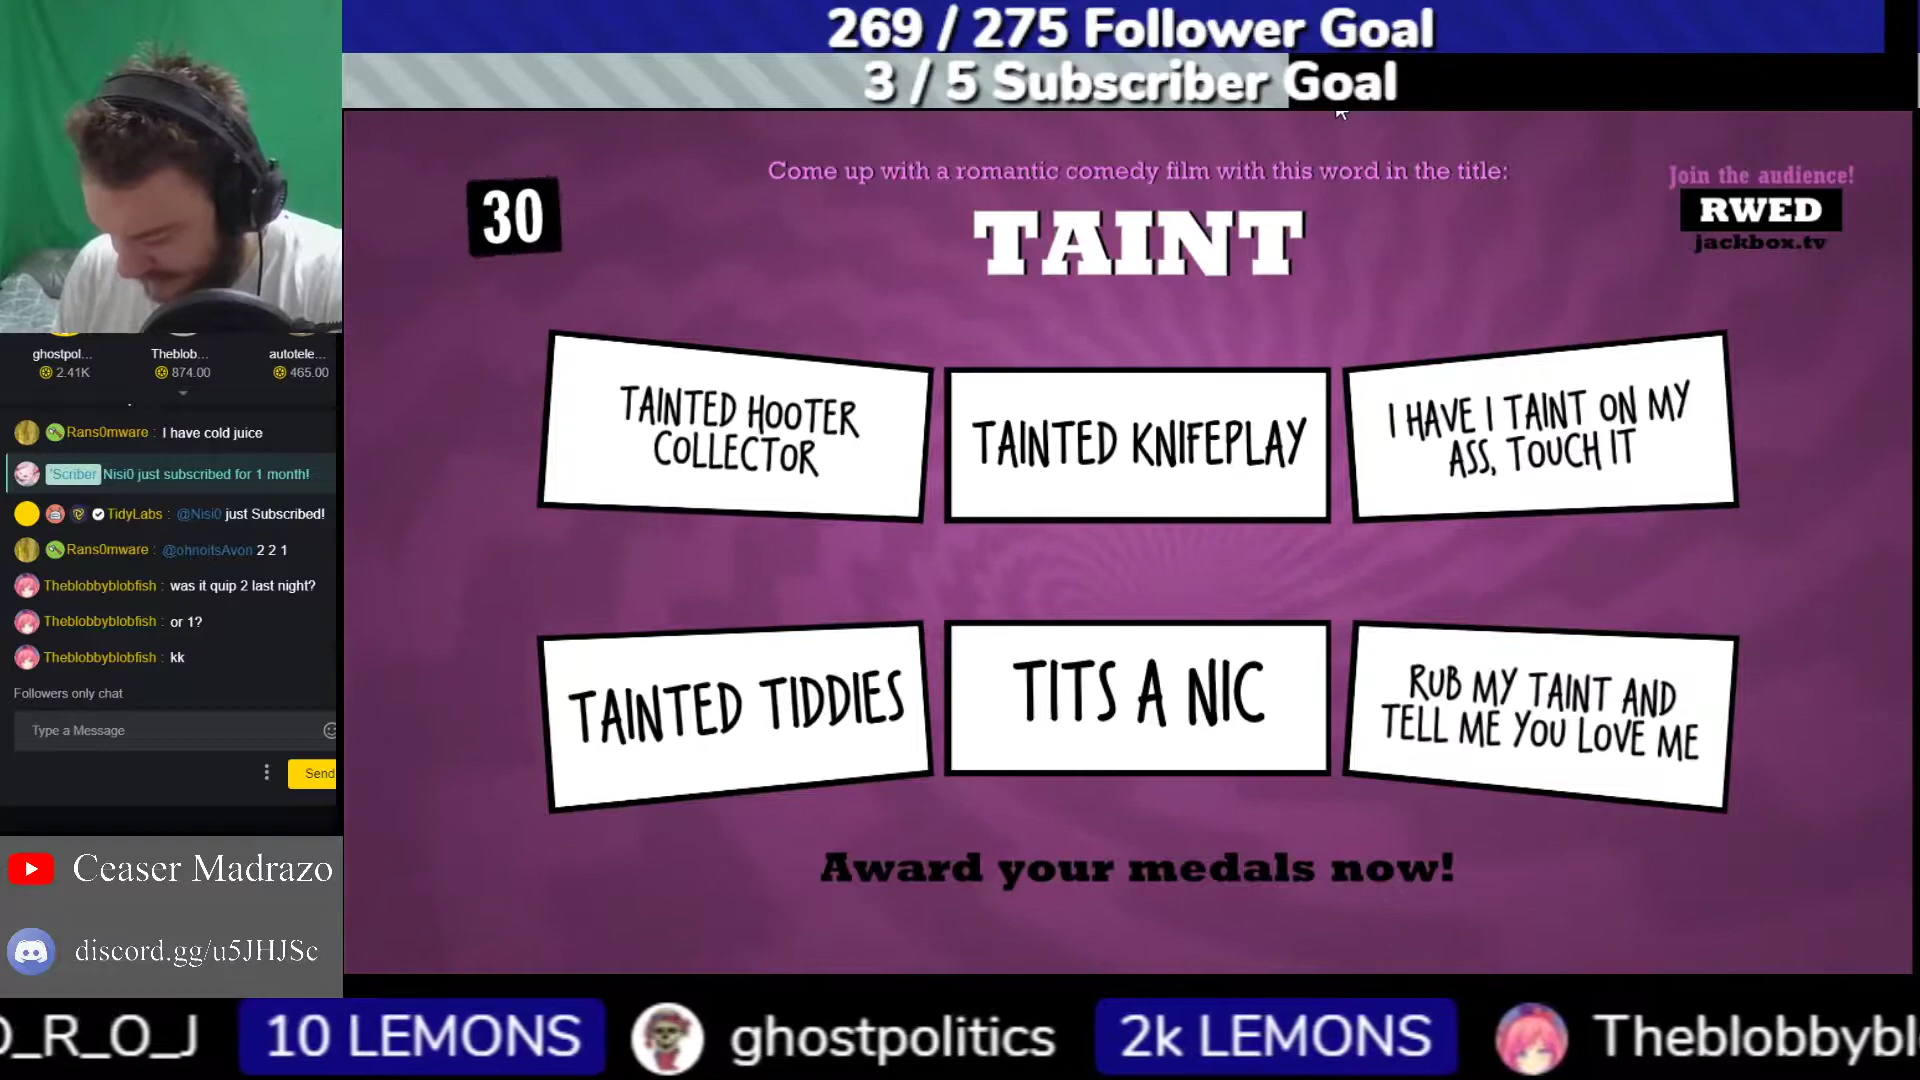 269 / 275 Follower Goal
3 / 5 Subscriber Goal
Come up with a romantic comedy film with this word in the title:
TAINT
30
Join the audience!
RWED
jackbox.tv
TAINTED HOOTER
COLLECTOR
TAINTED KNIFEPLAY
I HAVE I TAINT ON MY
ASS, TOUCH IT
TAINTED TIDDIES
TITS A NIC
RUB MY TAINT AND
TELL ME YOU LOVE ME
Award your medals now!
ghostpol... Theblob... autotele...
2.41K 874.00 465.00
Rans0mware : I have cold juice
'Scriber Nisi0 just subscribed for 1 month!
TidyLabs : @Nisi0 just Subscribed!
Rans0mware : @ohnoitsAvon 2 2 1
Theblobbyblobfish : was it quip 2 last night?
Theblobbyblobfish : or 1?
Theblobbyblobfish : kk
Followers only chat
Type a Message
Send
Ceaser Madrazo
discord.gg/u5JHJSc
_R_O_J 10 LEMONS ghostpolitics 2k LEMONS Theblobbybl